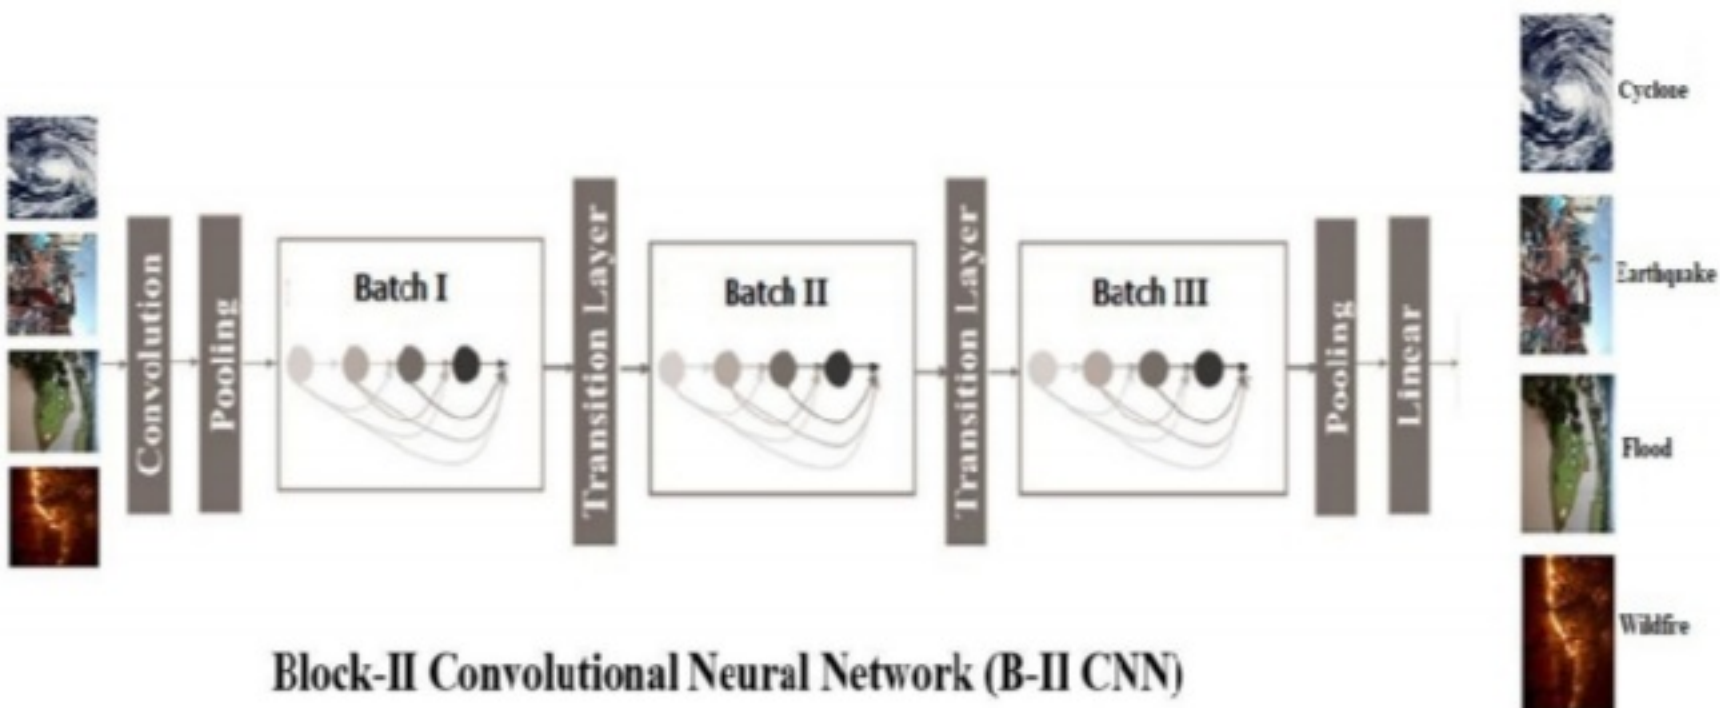 Convolution
Pooling
Batch I
Transition Layer
Batch II
Transition Layer
Batch III
Pooling
Linear
Cyclone
Earthquake
Flood
Wildfire
Block-II Convolutional Neural Network (B-II CNN)